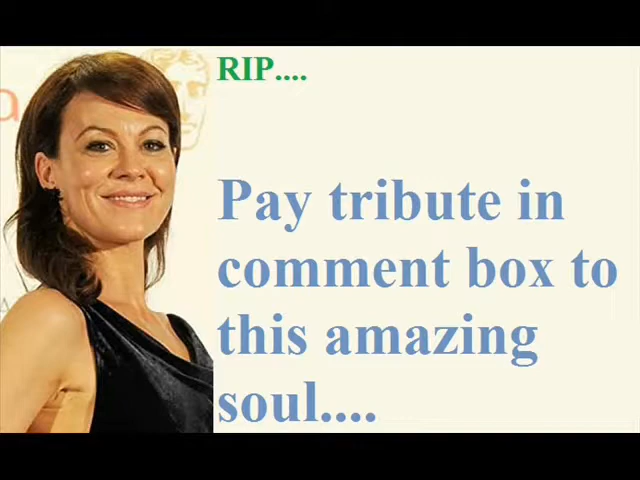 RIP....
Pay tribute in
comment box to
this amazing
soul....